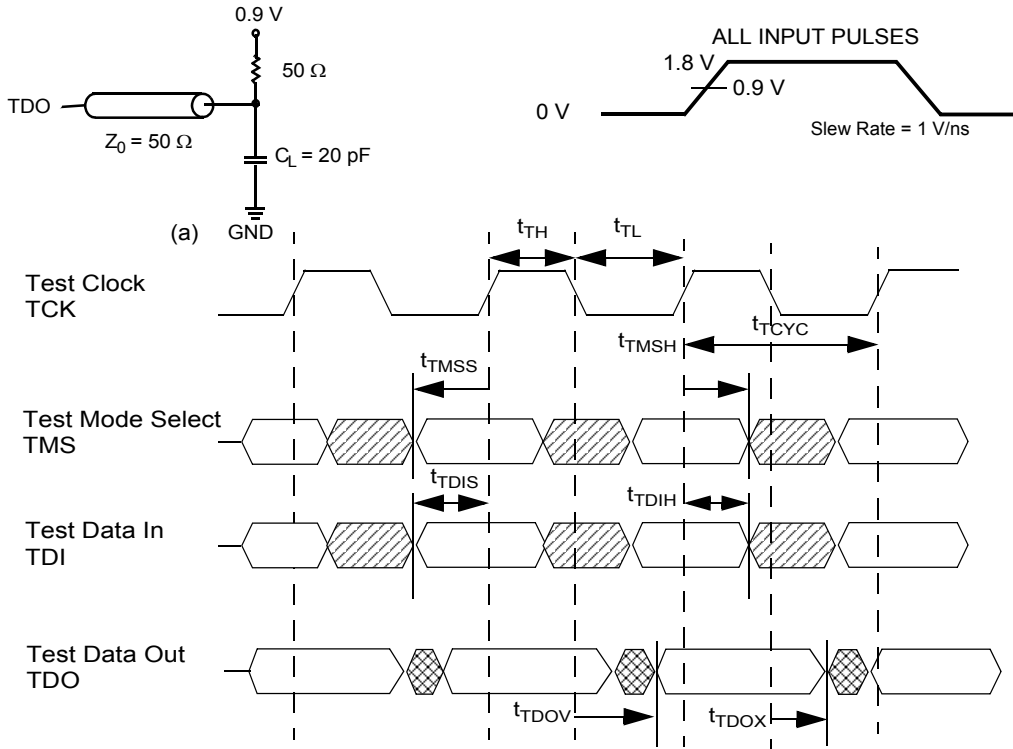 0.9 V
50 Ω
TDO
Z0 = 50 Ω
CL = 20 pF
(a)
GND
ALL INPUT PULSES
1.8 V
0.9 V
0 V
Slew Rate = 1 V/ns
tTH
tTL
Test Clock
TCK
tTMSH
tTCYC
tTMSS
Test Mode Select
TMS
tTDIS
tTDIH
Test Data In
TDI
Test Data Out
TDO
tTDOV
tTDOX